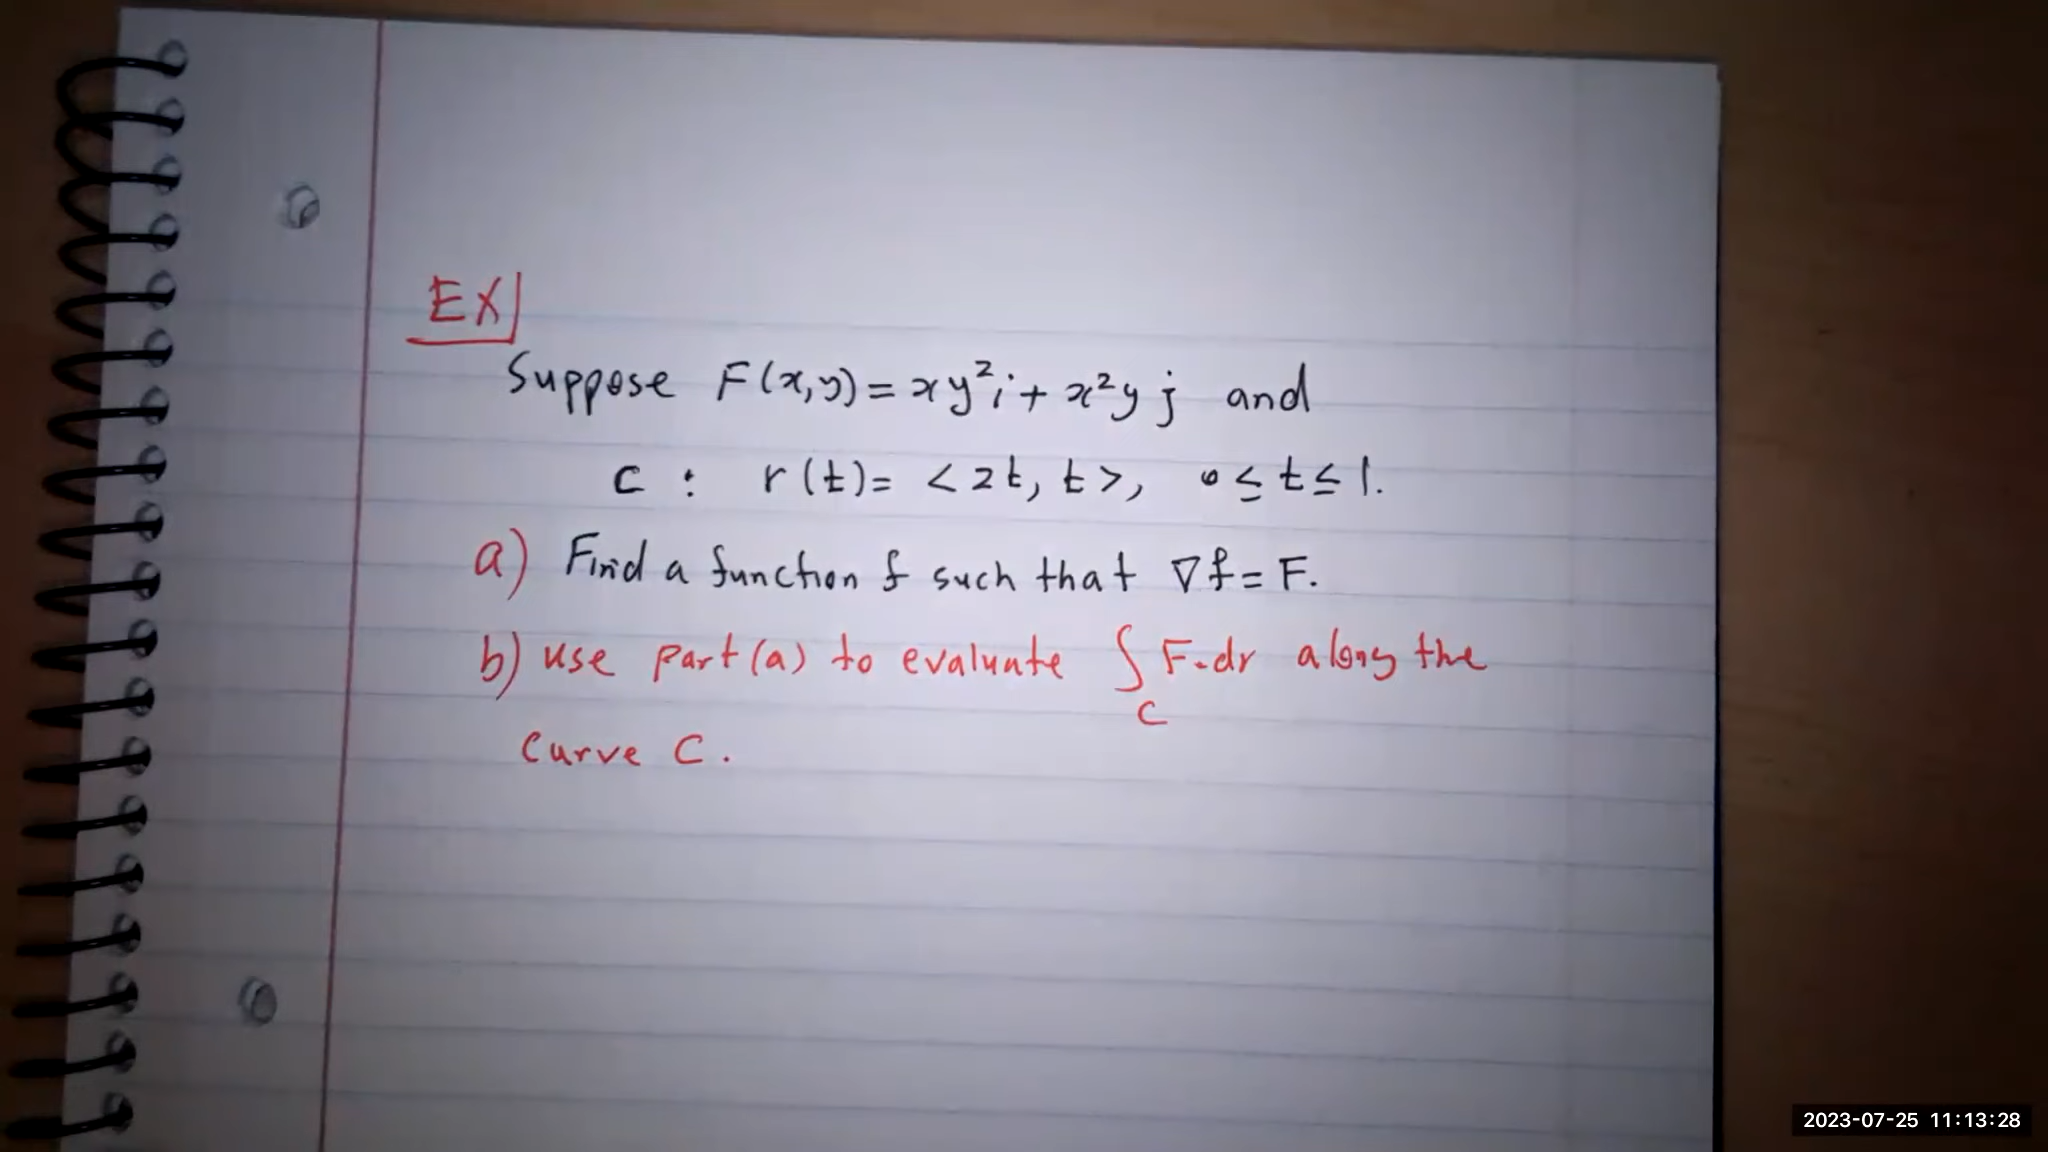 EX
Suppose F(x,y) = xy²i + x²y j and
C : r(t) = <2t, t>, 0 ≤ t ≤ 1.
a) Find a function f such that ∇f = F.
b) use part (a) to evaluate ∫_C F·dr along the
curve C.
2023-07-25 11:13:28